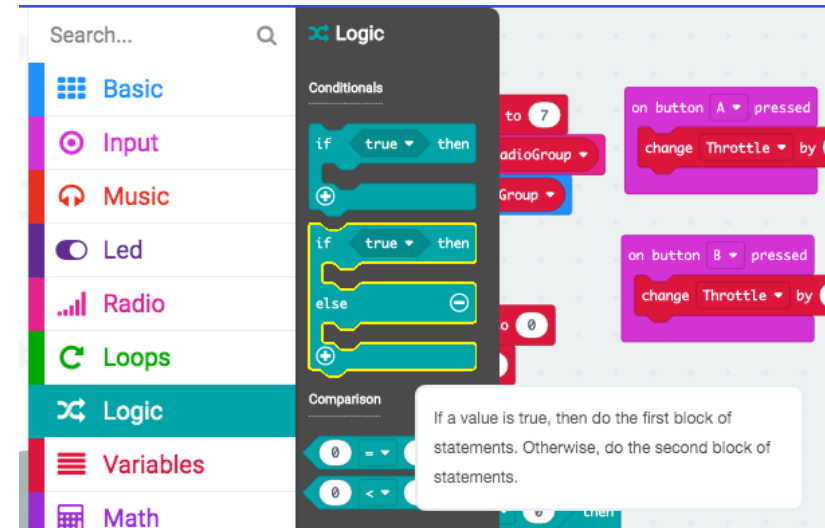 Search...
Basic
Input
Music
Led
Radio
Loops
Logic
Variables
Math
Logic
Conditionals
if true then
if true then
else
Comparison
0 =
0 <
to 7
adioGroup
Group
0
If a value is true, then do the first block of
statements. Otherwise, do the second block of
statements.
0 then
on button A pressed
change Throttle by
on button B pressed
change Throttle by